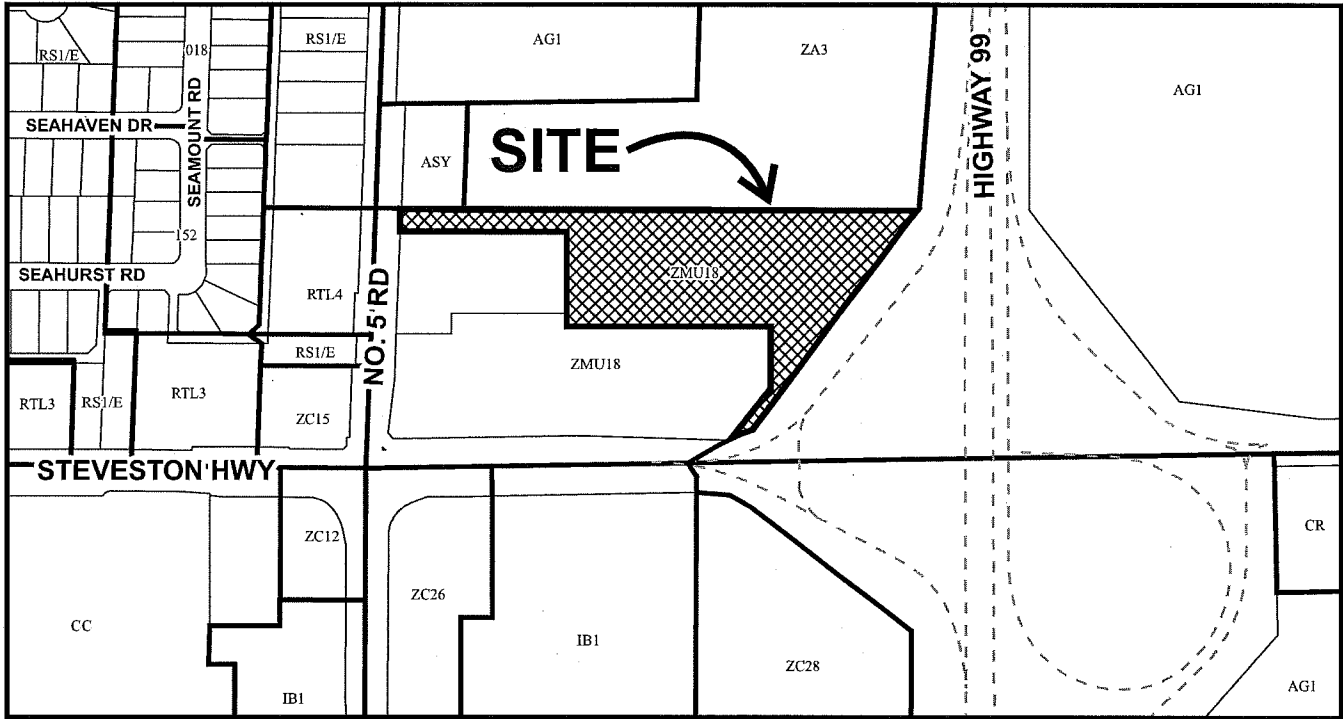 RS1/E
018
RS1/E
AG1
ZA3
HIGHWAY 99
AG1
SEAMOUNT RD
SEAHAVEN DR
ASY
SITE
152
SEAHURST RD
RTL4
ZMU18
NO. 5 RD
RS1/E
ZMU18
RTL3
RS1/E
RTL3
ZC15
STEVESTON HWY
ZC12
ZC26
CR
CC
IB1
ZC28
IB1
AG1